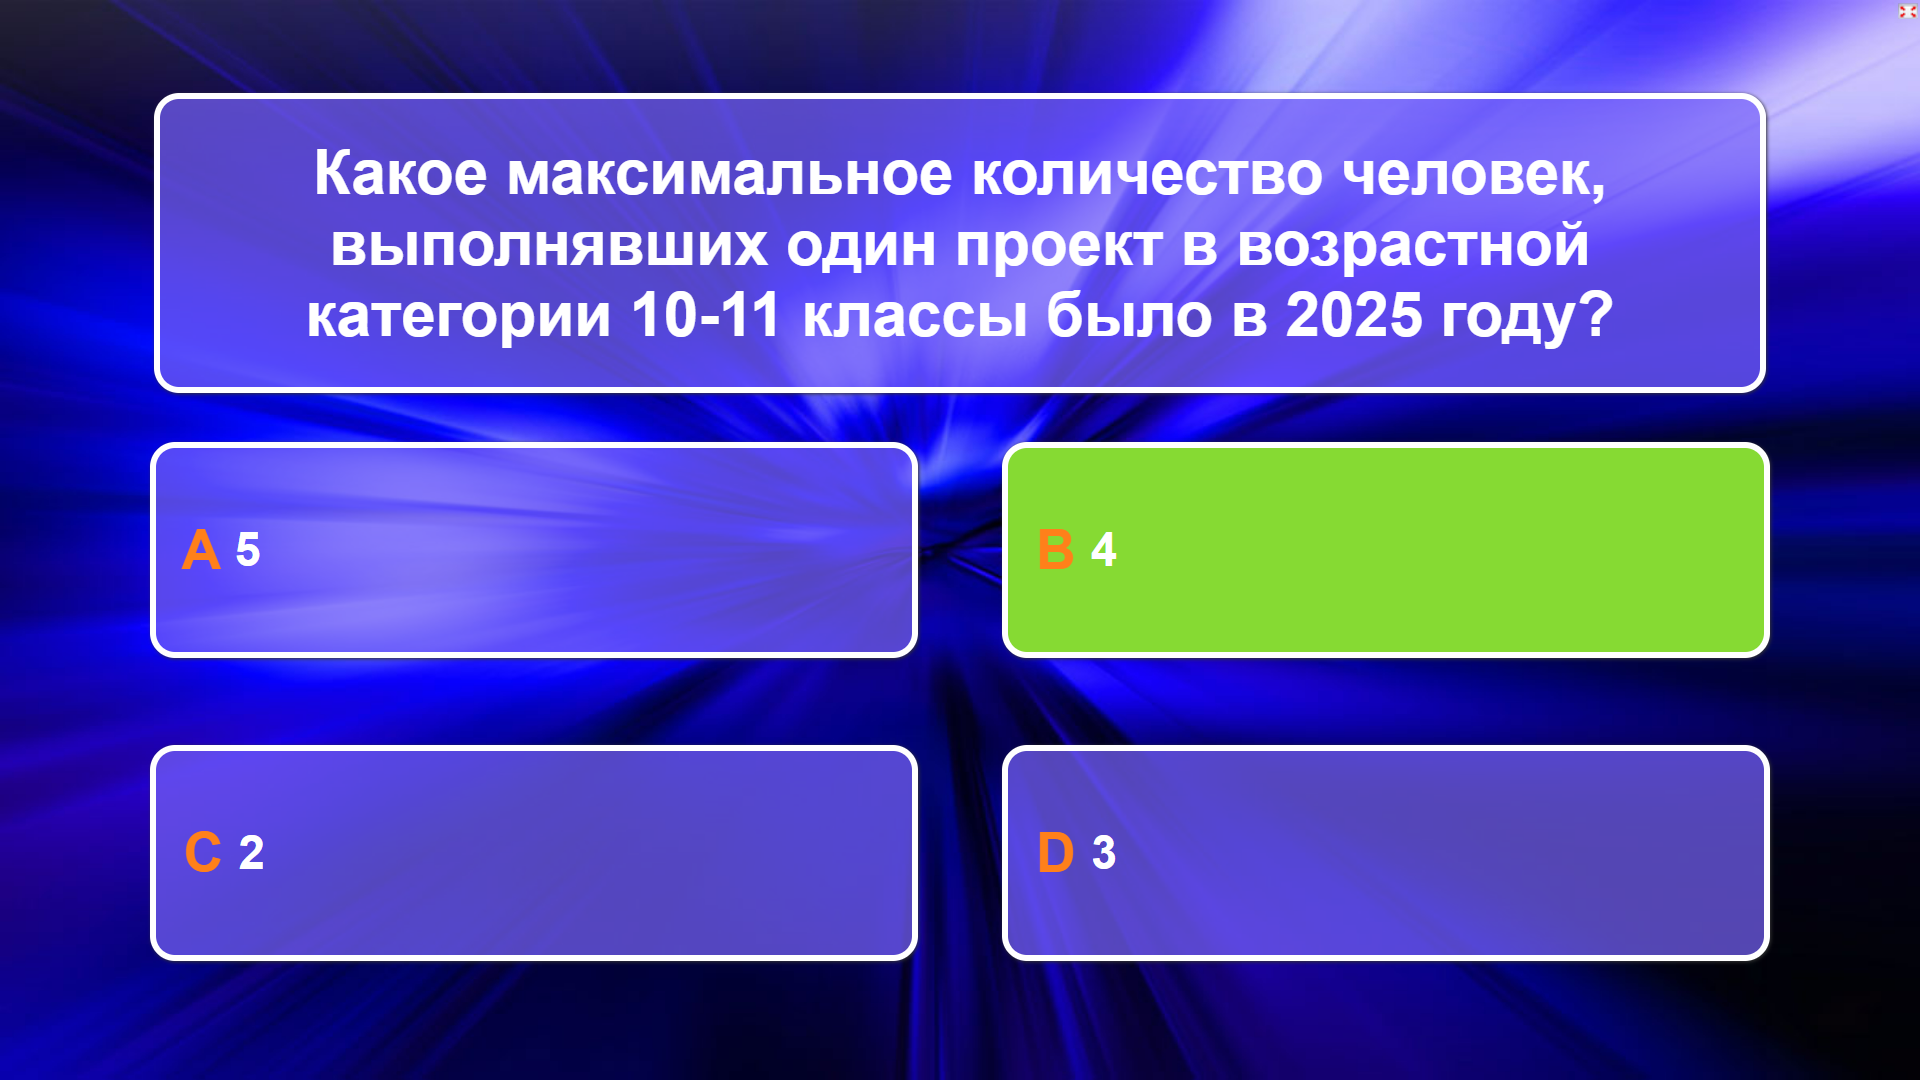 Какое максимальное количество человек,
выполнявших один проект в возрастной
категории 10-11 классы было в 2025 году?
A 5
B 4
C 2
D 3